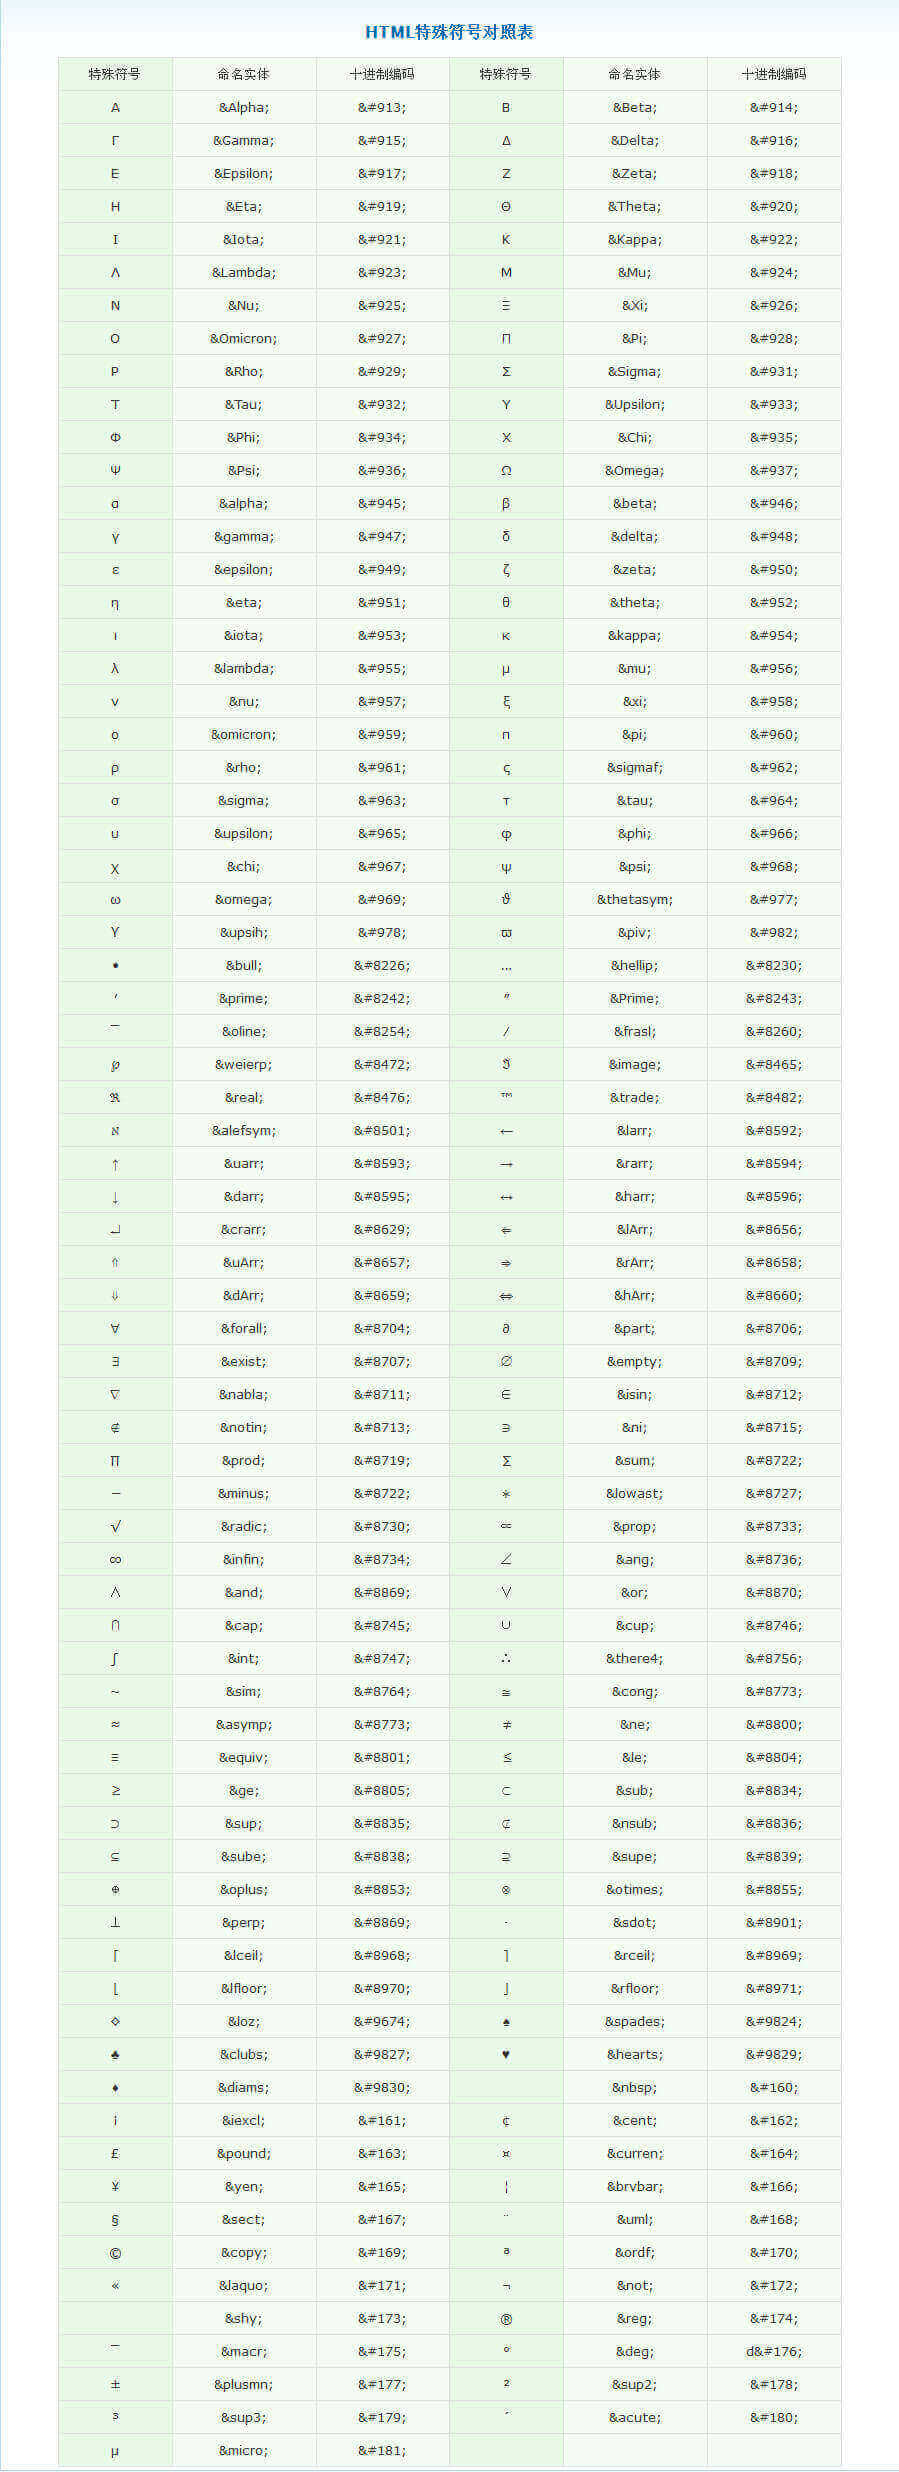 HTML特殊符号对照表
特殊符号 命名实体 十进制编码 特殊符号 命名实体 十进制编码
Α &Alpha; &#913; Β &Beta; &#914;
Γ &Gamma; &#915; Δ &Delta; &#916;
Ε &Epsilon; &#917; Ζ &Zeta; &#918;
Η &Eta; &#919; Θ &Theta; &#920;
Ι &Iota; &#921; Κ &Kappa; &#922;
Λ &Lambda; &#923; Μ &Mu; &#924;
Ν &Nu; &#925; Ξ &Xi; &#926;
Ο &Omicron; &#927; Π &Pi; &#928;
Ρ &Rho; &#929; Σ &Sigma; &#931;
Τ &Tau; &#932; Υ &Upsilon; &#933;
Φ &Phi; &#934; Χ &Chi; &#935;
Ψ &Psi; &#936; Ω &Omega; &#937;
α &alpha; &#945; β &beta; &#946;
γ &gamma; &#947; δ &delta; &#948;
ε &epsilon; &#949; ζ &zeta; &#950;
η &eta; &#951; θ &theta; &#952;
ι &iota; &#953; κ &kappa; &#954;
λ &lambda; &#955; μ &mu; &#956;
ν &nu; &#957; ξ &xi; &#958;
ο &omicron; &#959; π &pi; &#960;
ρ &rho; &#961; ς &sigmaf; &#962;
σ &sigma; &#963; τ &tau; &#964;
υ &upsilon; &#965; φ &phi; &#966;
χ &chi; &#967; ψ &psi; &#968;
ω &omega; &#969; ϑ &thetasym; &#977;
ϒ &upsih; &#978; ϖ &piv; &#982;
• &bull; &#8226; … &hellip; &#8230;
′ &prime; &#8242; ″ &Prime; &#8243;
‾ &oline; &#8254; ⁄ &frasl; &#8260;
℘ &weierp; &#8472; ℑ &image; &#8465;
ℜ &real; &#8476; ™ &trade; &#8482;
ℵ &alefsym; &#8501; ← &larr; &#8592;
↑ &uarr; &#8593; → &rarr; &#8594;
↓ &darr; &#8595; ↔ &harr; &#8596;
↵ &crarr; &#8629; ⇐ &lArr; &#8656;
⇑ &uArr; &#8657; ⇒ &rArr; &#8658;
⇓ &dArr; &#8659; ⇔ &hArr; &#8660;
∀ &forall; &#8704; ∂ &part; &#8706;
∃ &exist; &#8707; ∅ &empty; &#8709;
∇ &nabla; &#8711; ∈ &isin; &#8712;
∉ &notin; &#8713; ∋ &ni; &#8715;
∏ &prod; &#8719; ∑ &sum; &#8722;
− &minus; &#8722; ∗ &lowast; &#8727;
√ &radic; &#8730; ∝ &prop; &#8733;
∞ &infin; &#8734; ∠ &ang; &#8736;
∧ &and; &#8869; ∨ &or; &#8870;
∩ &cap; &#8745; ∪ &cup; &#8746;
∫ &int; &#8747; ∴ &there4; &#8756;
∼ &sim; &#8764; ≅ &cong; &#8773;
≈ &asymp; &#8773; ≠ &ne; &#8800;
≡ &equiv; &#8801; ≤ &le; &#8804;
≥ &ge; &#8805; ⊂ &sub; &#8834;
⊃ &sup; &#8835; ⊄ &nsub; &#8836;
⊆ &sube; &#8838; ⊇ &supe; &#8839;
⊕ &oplus; &#8853; ⊗ &otimes; &#8855;
⊥ &perp; &#8869; ⋅ &sdot; &#8901;
⌈ &lceil; &#8968; ⌉ &rceil; &#8969;
⌊ &lfloor; &#8970; ⌋ &rfloor; &#8971;
◊ &loz; &#9674; ♠ &spades; &#9824;
♣ &clubs; &#9827; ♥ &hearts; &#9829;
♦ &diams; &#9830; &nbsp; &#160;
¡ &iexcl; &#161; ¢ &cent; &#162;
£ &pound; &#163; ¤ &curren; &#164;
¥ &yen; &#165; ¦ &brvbar; &#166;
§ &sect; &#167; ¨ &uml; &#168;
© &copy; &#169; ª &ordf; &#170;
« &laquo; &#171; ¬ &not; &#172;
&shy; &#173; ® &reg; &#174;
¯ &macr; &#175; ° &deg; d&#176;
± &plusmn; &#177; ² &sup2; &#178;
³ &sup3; &#179; ´ &acute; &#180;
µ &micro; &#181;